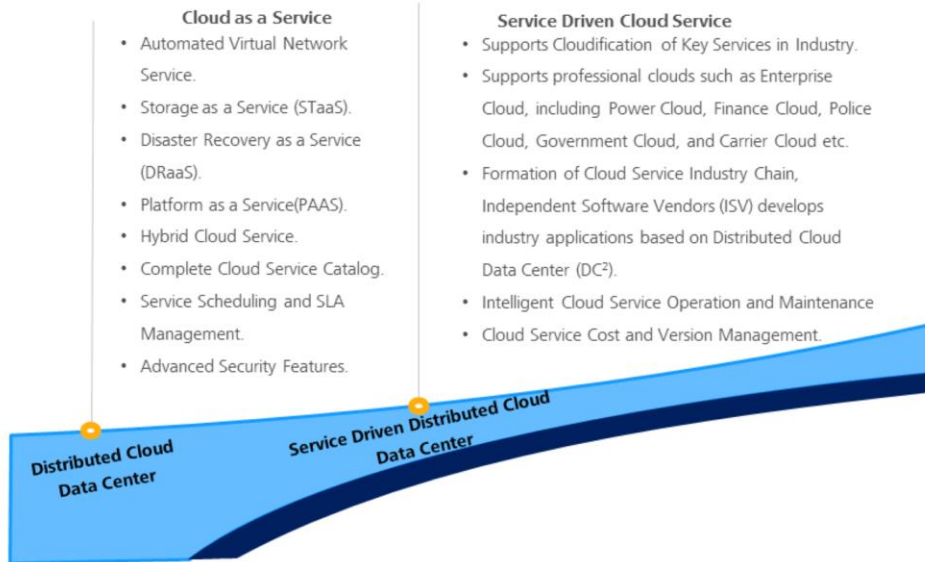 Cloud as a Service
• Automated Virtual Network
Service.
• Storage as a Service (STaaS).
• Disaster Recovery as a Service
(DRaaS).
• Platform as a Service(PAAS).
• Hybrid Cloud Service.
• Complete Cloud Service Catalog.
• Service Scheduling and SLA
Management.
• Advanced Security Features.
Service Driven Cloud Service
• Supports Cloudification of Key Services in Industry.
• Supports professional clouds such as Enterprise
Cloud, including Power Cloud, Finance Cloud, Police
Cloud, Government Cloud, and Carrier Cloud etc.
• Formation of Cloud Service Industry Chain,
Independent Software Vendors (ISV) develops
industry applications based on Distributed Cloud
Data Center (DC²).
• Intelligent Cloud Service Operation and Maintenance
• Cloud Service Cost and Version Management.
Distributed Cloud
Data Center
Service Driven Distributed Cloud
Data Center